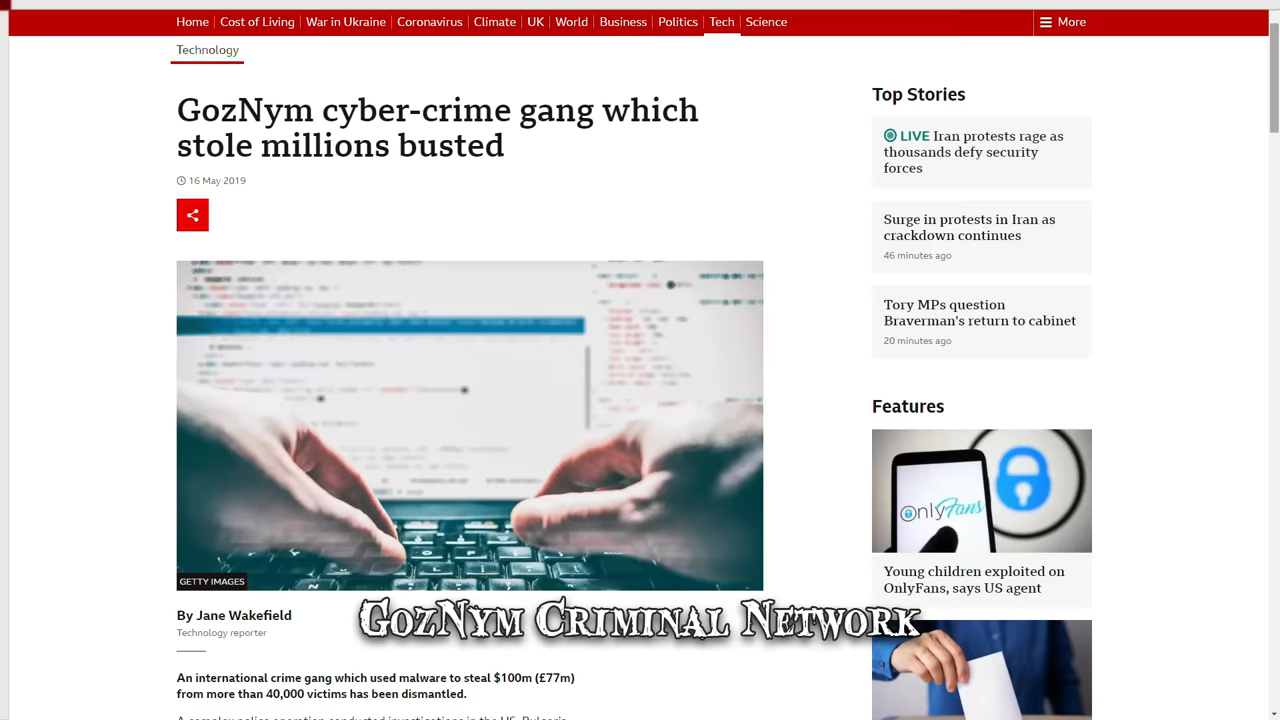 Home
Cost of Living
War in Ukraine
Coronavirus
Climate
UK
World
Business
Politics
Tech
Science
More
Technology
GozNym cyber-crime gang which
stole millions busted
16 May 2019
GETTY IMAGES
By Jane Wakefield
Technology reporter
GozNym Criminal Network
An international crime gang which used malware to steal $100m (£77m)
from more than 40,000 victims has been dismantled.
Top Stories
LIVE Iran protests rage as
thousands defy security
forces
Surge in protests in Iran as
crackdown continues
46 minutes ago
Tory MPs question
Braverman's return to cabinet
20 minutes ago
Features
OnlyFans
Young children exploited on
OnlyFans, says US agent